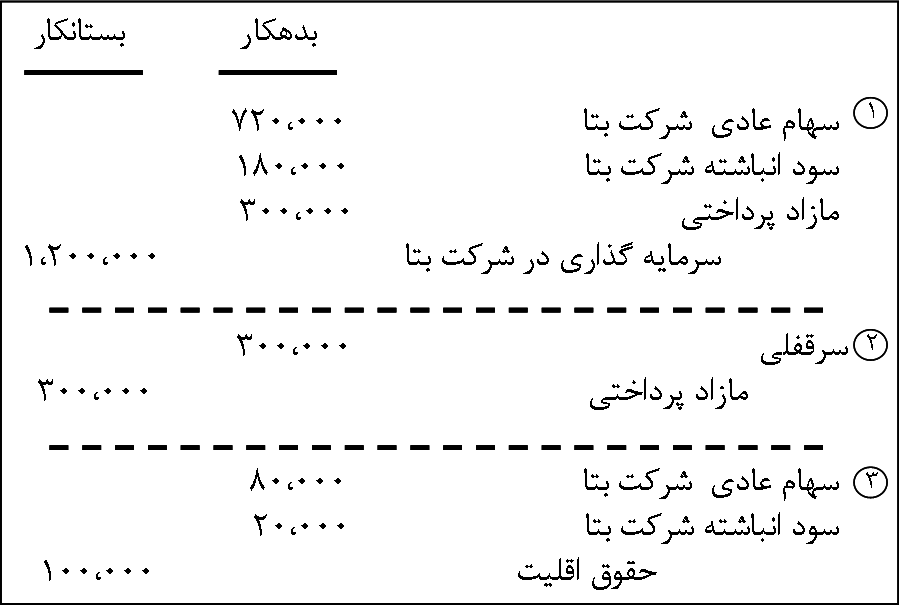 بدهکار بستانکار
① سهام عادی شرکت بتا ۷۲۰،۰۰۰
سود انباشته شرکت بتا ۱۸۰،۰۰۰
مازاد پرداختی ۳۰۰،۰۰۰
سرمایه گذاری در شرکت بتا ۱،۲۰۰،۰۰۰
② سرقفلی ۳۰۰،۰۰۰
مازاد پرداختی ۳۰۰،۰۰۰
③ سهام عادی شرکت بتا ۸۰،۰۰۰
سود انباشته شرکت بتا ۲۰،۰۰۰
حقوق اقلیت ۱۰۰،۰۰۰